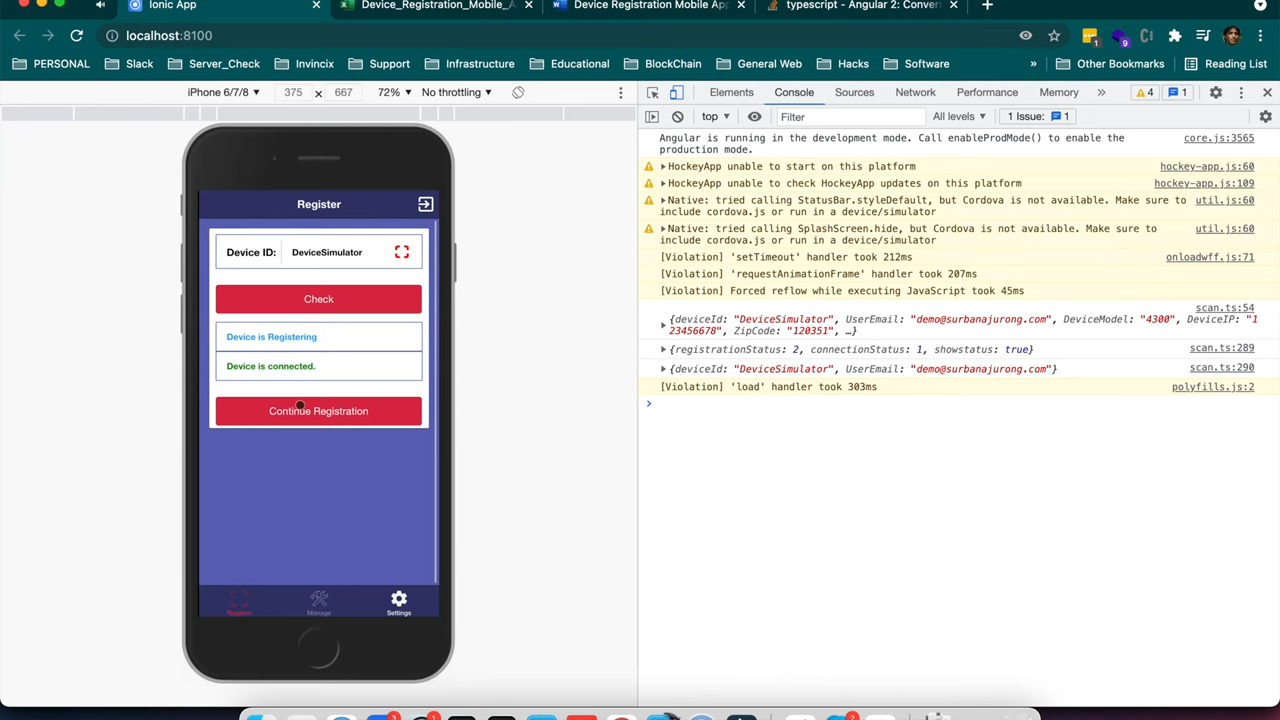 Ionic App
Device_Registration_Mobile_A
Device Registration Mobile App
typescript - Angular 2: Conver
localhost:8100
1
9
PERSONAL
Slack
Server_Check
Invincix
Support
Infrastructure
Educational
BlockChain
General Web
Hacks
Software
»
Other Bookmarks
Reading List
iPhone 6/7/8 ▼
375 × 667
72% ▼
No throttling ▼
Elements
Console
Sources
Network
Performance
Memory
»
4
1
top ▼
Filter
All levels ▼
1 Issue: 1
Angular is running in the development mode. Call enableProdMode() to enable the core.js:3565
production mode.
HockeyApp unable to start on this platform hockey-app.js:60
HockeyApp unable to check HockeyApp updates on this platform hockey-app.js:109
Native: tried calling StatusBar.styleDefault, but Cordova is not available. Make sure to util.js:60
include cordova.js or run in a device/simulator
Native: tried calling SplashScreen.hide, but Cordova is not available. Make sure to util.js:60
include cordova.js or run in a device/simulator
[Violation] 'setTimeout' handler took 212ms onloadwff.js:71
[Violation] 'requestAnimationFrame' handler took 207ms
[Violation] Forced reflow while executing JavaScript took 45ms
scan.ts:54
{deviceId: "DeviceSimulator", UserEmail: "demo@surbanajurong.com", DeviceModel: "4300", DeviceIP: "1
23456678", ZipCode: "120351", …}
{registrationStatus: 2, connectionStatus: 1, showstatus: true} scan.ts:289
{deviceId: "DeviceSimulator", UserEmail: "demo@surbanajurong.com"} scan.ts:290
[Violation] 'load' handler took 303ms polyfills.js:2
Register
Device ID: DeviceSimulator
Check
Device is Registering
Device is connected.
Continue Registration
Register
Manage
Settings
3
1
2